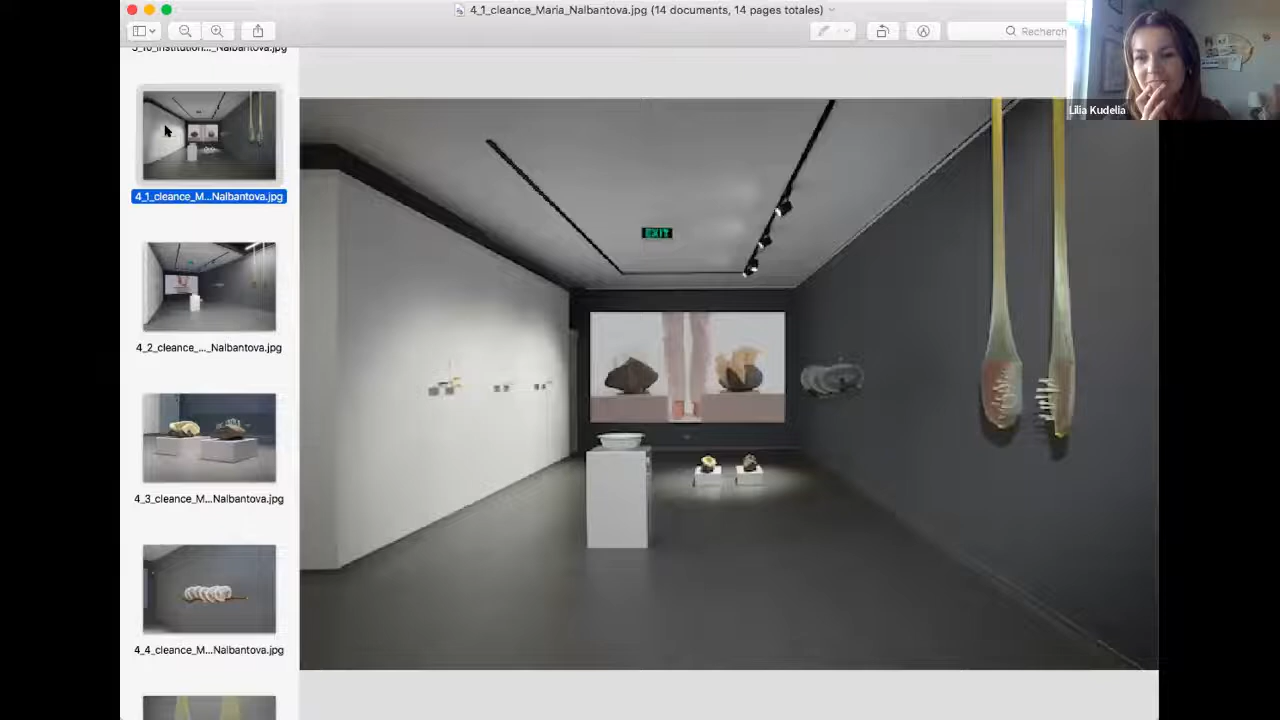 4_1_cleance_Maria_Nalbantova.jpg (14 documents, 14 pages totales)
Recherch
Lilia Kudelia
4_1_cleance_M...Nalbantova.jpg
EXIT
4_2_cleance_..._Nalbantova.jpg
4_3_cleance_M...Nalbantova.jpg
4_4_cleance_M...Nalbantova.jpg